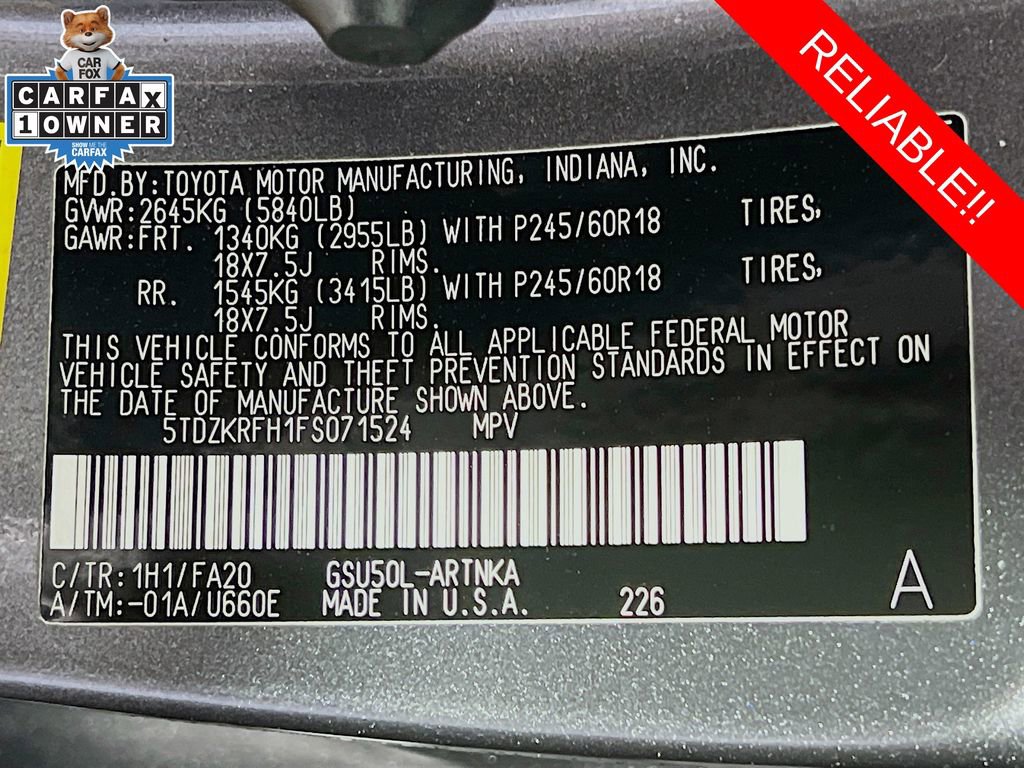 CAR
FOX
CARFAX
1 OWNER
SHOW ME THE
CARFAX
RELIABLE!!
MFD.BY:TOYOTA MOTOR MANUFACTURING, INDIANA, INC.
GVWR:2645KG (5840LB)
GAWR:FRT. 1340KG (2955LB) WITH P245/60R18 TIRES,
18X7.5J RIMS.
RR. 1545KG (3415LB) WITH P245/60R18 TIRES,
18X7.5J RIMS.
THIS VEHICLE CONFORMS TO ALL APPLICABLE FEDERAL MOTOR
VEHICLE SAFETY AND THEFT PREVENTION STANDARDS IN EFFECT ON
THE DATE OF MANUFACTURE SHOWN ABOVE.
5TDZKRFH1FS071524 MPV
C/TR:1H1/FA20 GSU50L-ARTNKA
A/TM:-01A/U660E MADE IN U.S.A. 226 A